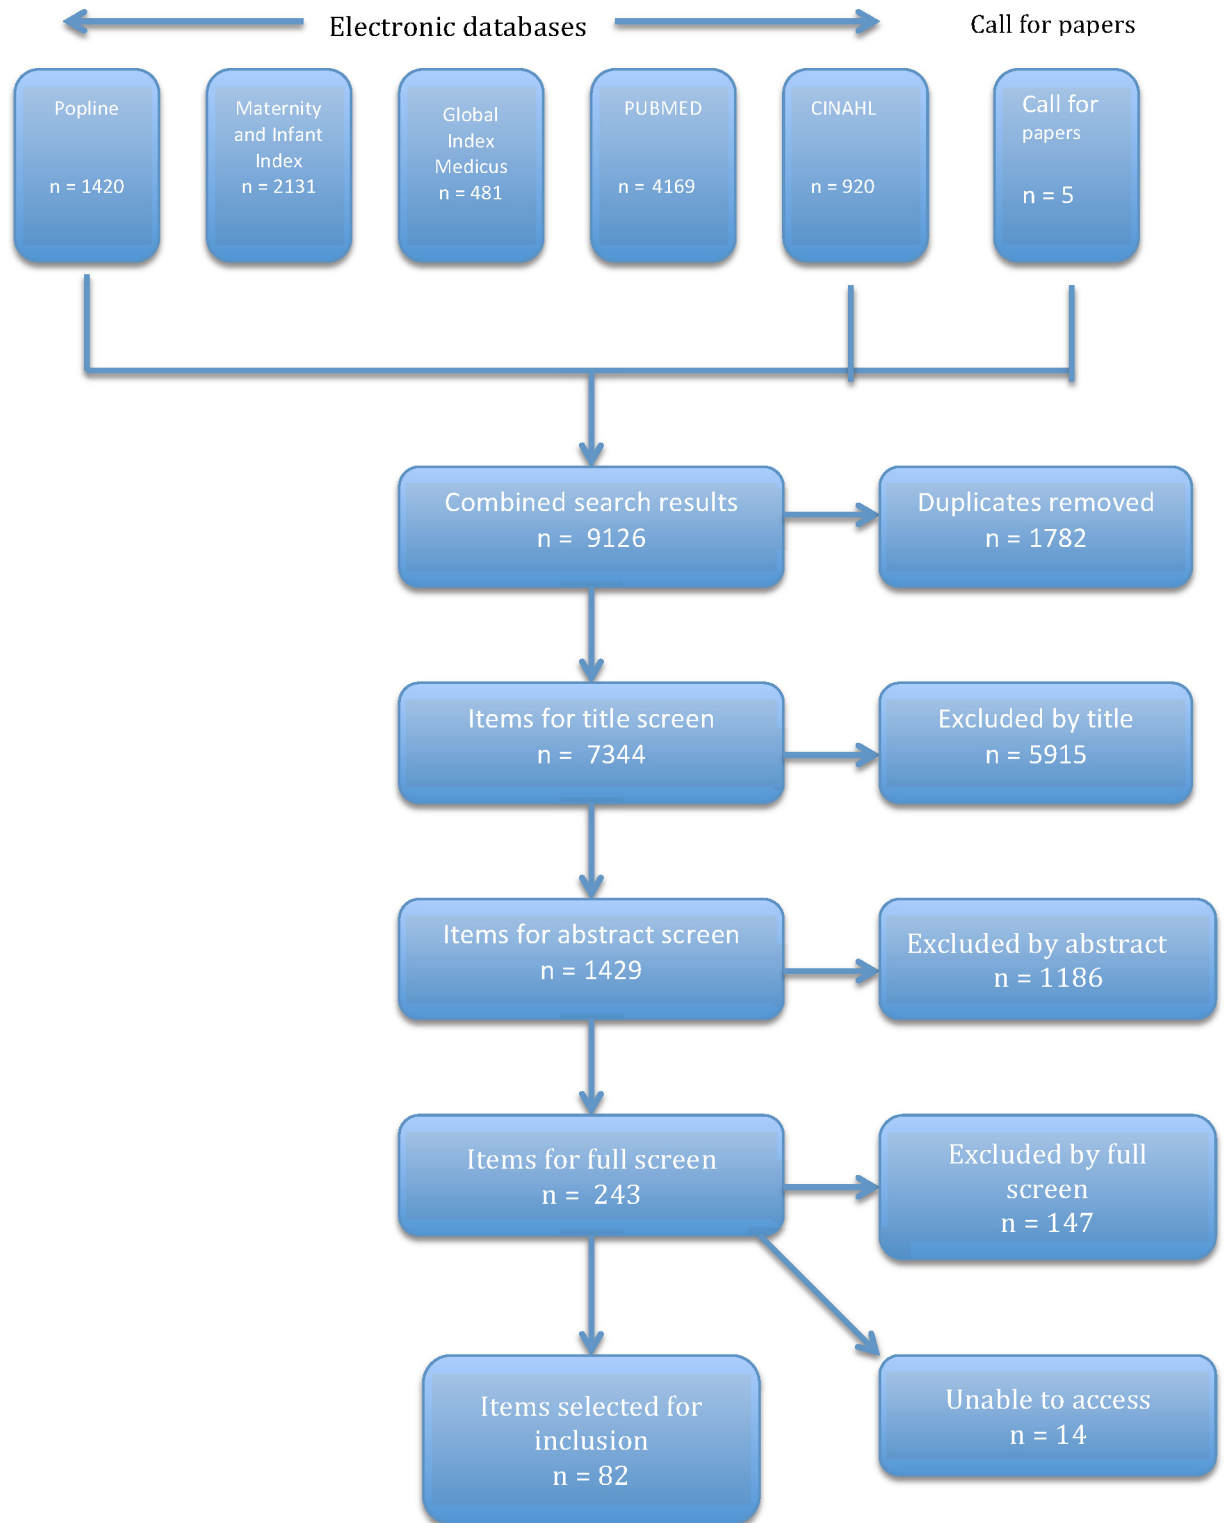 Electronic databases
Call for papers
Popline
n = 1420
Maternity
and Infant
Index
n = 2131
Global
Index
Medicus
n = 481
PUBMED
n = 4169
CINAHL
n = 920
Call for
papers
n = 5
Combined search results
n = 9126
Duplicates removed
n = 1782
Items for title screen
n = 7344
Excluded by title
n = 5915
Items for abstract screen
n = 1429
Excluded by abstract
n = 1186
Items for full screen
n = 243
Excluded by full
screen
n = 147
Items selected for
inclusion
n = 82
Unable to access
n = 14